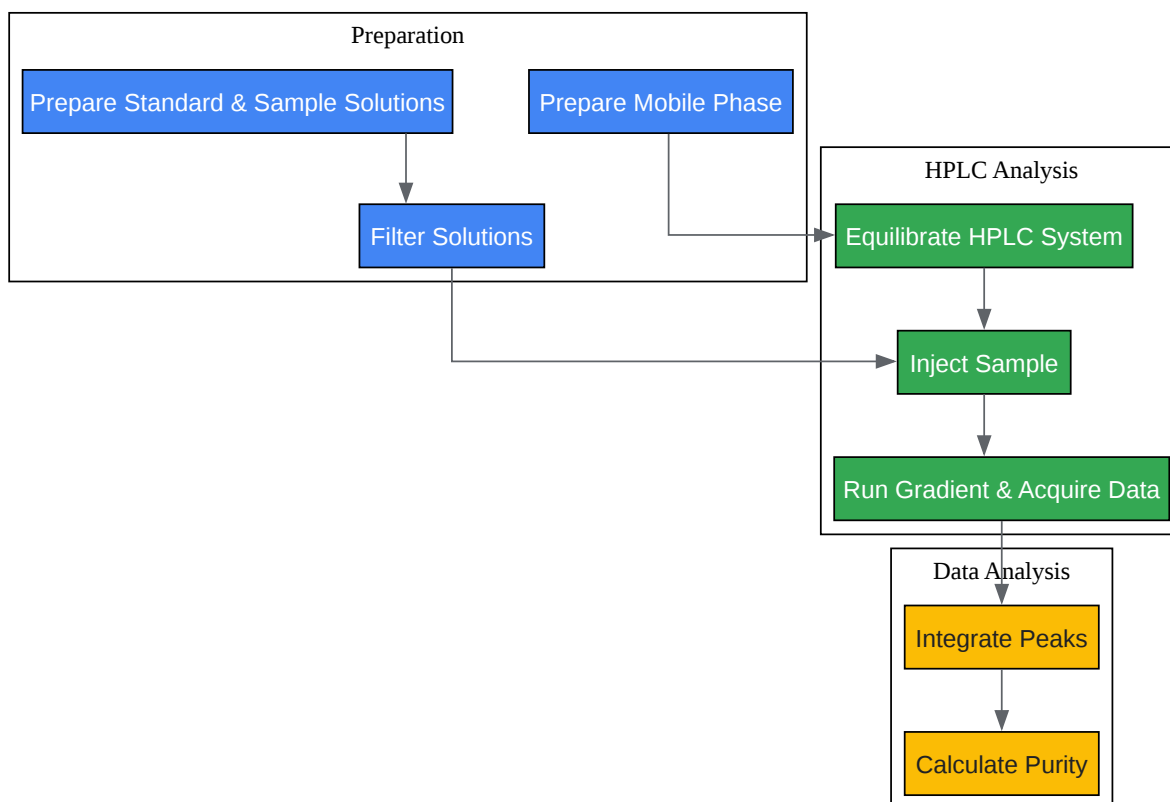 Preparation
Prepare Standard & Sample Solutions
Prepare Mobile Phase
Filter Solutions
HPLC Analysis
Equilibrate HPLC System
Inject Sample
Run Gradient & Acquire Data
Data Analysis
Integrate Peaks
Calculate Purity